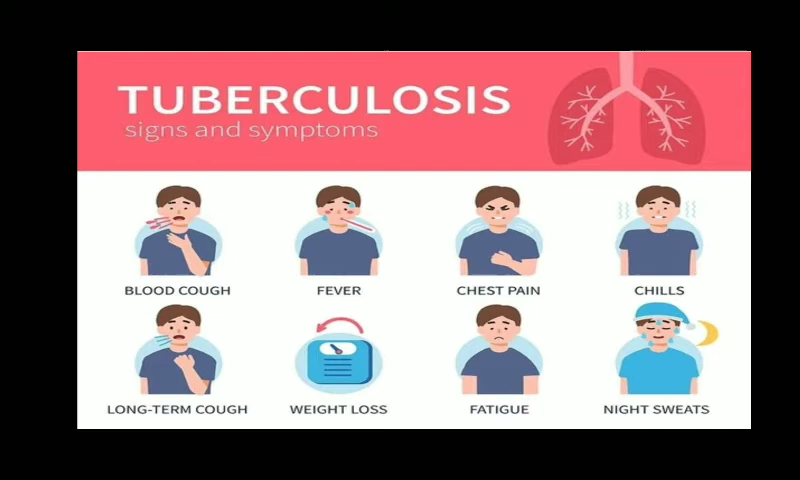 TUBERCULOSIS
signs and symptoms
BLOOD COUGH
FEVER
CHEST PAIN
CHILLS
LONG-TERM COUGH
WEIGHT LOSS
FATIGUE
NIGHT SWEATS